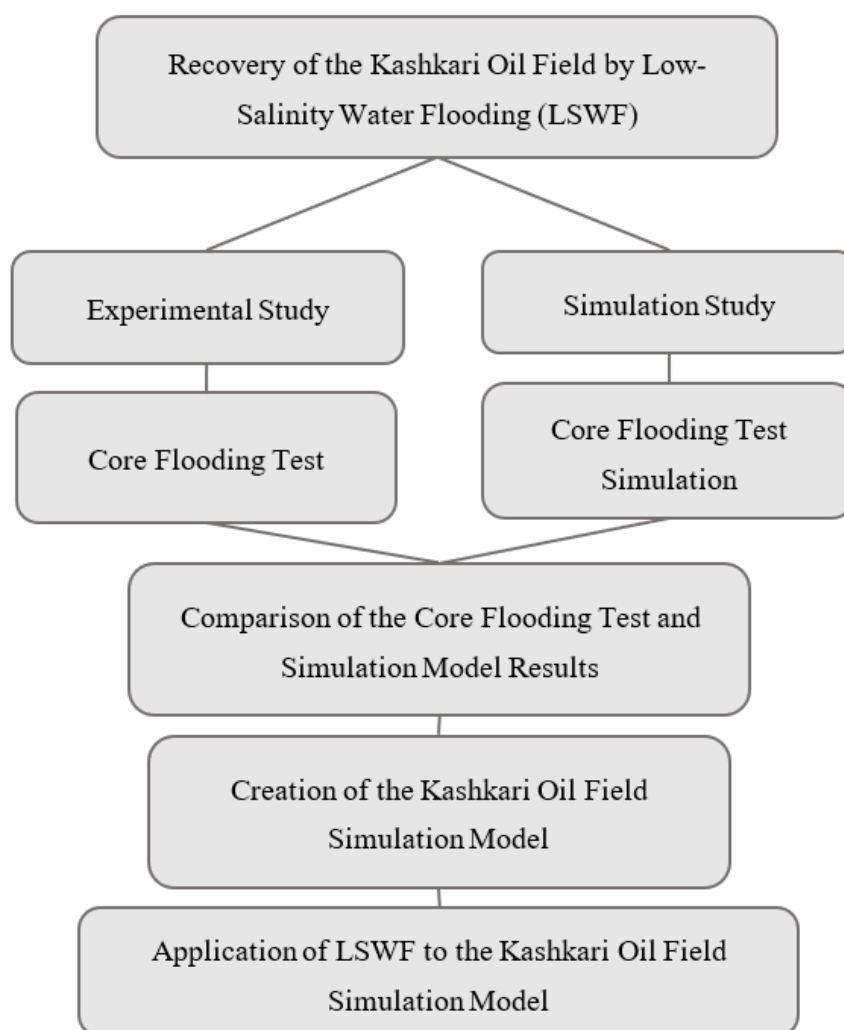 Recovery of the Kashkari Oil Field by Low-
Salinity Water Flooding (LSWF)
Experimental Study
Simulation Study
Core Flooding Test
Core Flooding Test
Simulation
Comparison of the Core Flooding Test and
Simulation Model Results
Creation of the Kashkari Oil Field
Simulation Model
Application of LSWF to the Kashkari Oil Field
Simulation Model